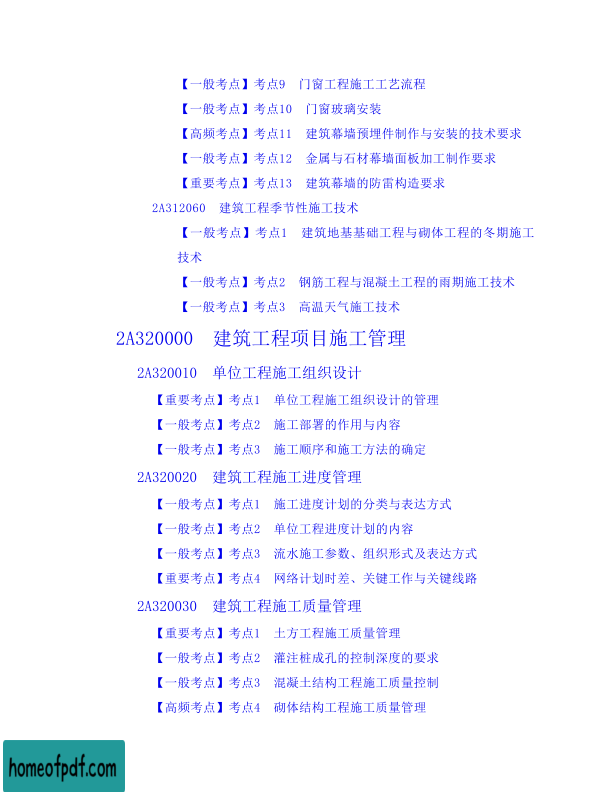 【一般考点】考点9　门窗工程施工工艺流程
【一般考点】考点10　门窗玻璃安装
【高频考点】考点11　建筑幕墙预埋件制作与安装的技术要求
【一般考点】考点12　金属与石材幕墙面板加工制作要求
【重要考点】考点13　建筑幕墙的防雷构造要求
2A312060　建筑工程季节性施工技术
【一般考点】考点1　建筑地基基础工程与砌体工程的冬期施工
技术
【一般考点】考点2　钢筋工程与混凝土工程的雨期施工技术
【一般考点】考点3　高温天气施工技术
2A320000　建筑工程项目施工管理
2A320010　单位工程施工组织设计
【重要考点】考点1　单位工程施工组织设计的管理
【一般考点】考点2　施工部署的作用与内容
【一般考点】考点3　施工顺序和施工方法的确定
2A320020　建筑工程施工进度管理
【一般考点】考点1　施工进度计划的分类与表达方式
【一般考点】考点2　单位工程进度计划的内容
【一般考点】考点3　流水施工参数、组织形式及表达方式
【重要考点】考点4　网络计划时差、关键工作与关键线路
2A320030　建筑工程施工质量管理
【重要考点】考点1　土方工程施工质量管理
【一般考点】考点2　灌注桩成孔的控制深度的要求
【一般考点】考点3　混凝土结构工程施工质量控制
【高频考点】考点4　砌体结构工程施工质量管理
homeofpdf.com